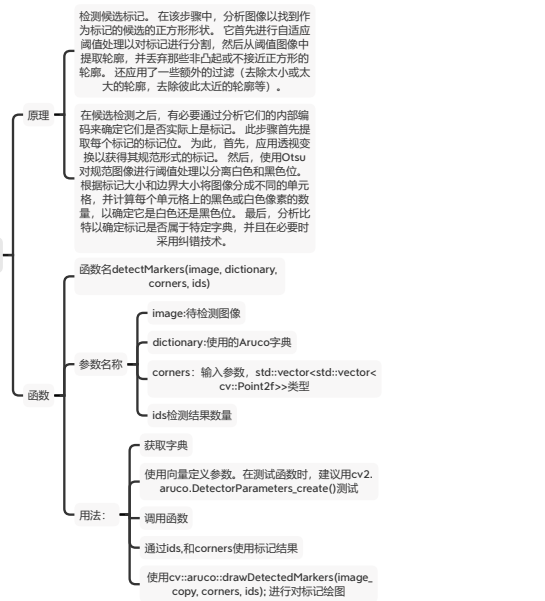 检测候选标记。 在该步骤中，分析图像以找到作
为标记的候选的正方形形状。 它首先进行自适应
阈值处理以对标记进行分割，然后从阈值图像中
提取轮廓，并丢弃那些非凸起或不接近正方形的
轮廓。 还应用了一些额外的过滤（去除太小或太
大的轮廓，去除彼此太近的轮廓等）。
原理
在候选检测之后，有必要通过分析它们的内部编
码来确定它们是否实际上是标记。 此步骤首先提
取每个标记的标记位。 为此，首先，应用透视变
换以获得其规范形式的标记。 然后，使用Otsu
对规范图像进行阈值处理以分离白色和黑色位。
根据标记大小和边界大小将图像分成不同的单元
格，并计算每个单元格上的黑色或白色像素的数
量，以确定它是白色还是黑色位。 最后，分析比
特以确定标记是否属于特定字典，并且在必要时
采用纠错技术。
函数名detectMarkers(image, dictionary,
corners, ids)
image:待检测图像
dictionary:使用的Aruco字典
参数名称
corners：输入参数，std::vector<std::vector<
cv::Point2f>>类型
函数
ids检测结果数量
获取字典
使用向量定义参数。在测试函数时，建议用cv2.
aruco.DetectorParameters_create()测试
用法：
调用函数
通过ids,和corners使用标记结果
使用cv::aruco::drawDetectedMarkers(image_
copy, corners, ids); 进行对标记绘图